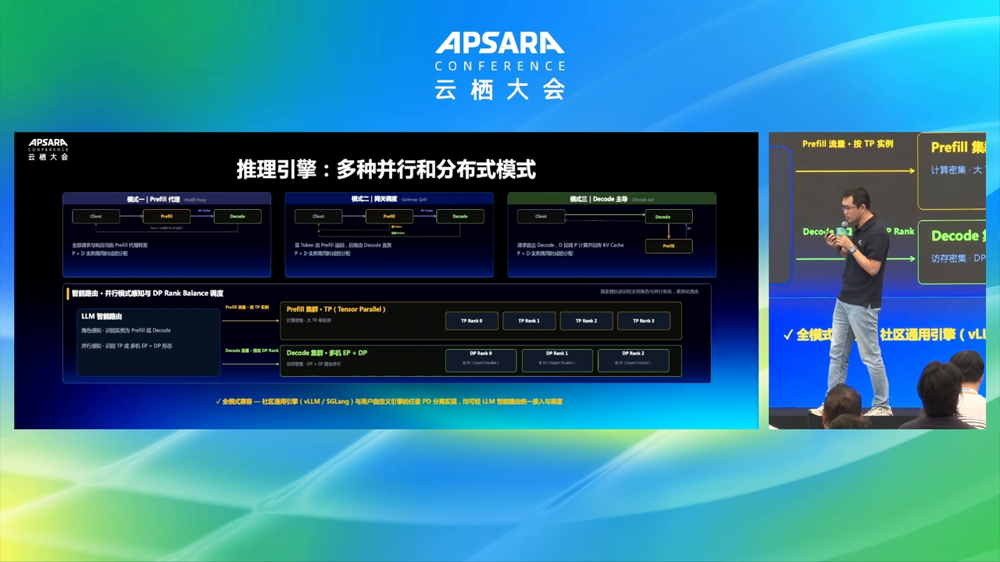 APSARA
CONFERENCE
云栖大会
APSARA
CONFERENCE
云栖大会
推理引擎：多种并行和分布式模式
模式一 | Prefill 代理 · Prefill-Proxy
Client
Prefill
KV Cache
Decode
全部请求与响应均由 Prefill 代理转发
P + D 实例需同时成组分配
模式二 | 网关调度 · Gateway Split
Client
Prefill
KV Cache
Decode
首Token
后续Token
首 Token 由 Prefill 返回，后续由 Decode 直发
P + D 实例需同时成组分配
模式三 | Decode 主导 · Decode-led
Client
Decode
KV
Prefill
请求直达 Decode，D 回调 P 计算并回传 KV Cache
P + D 实例需同时成组分配
智能路由 • 并行模式感知与 DP Rank Balance 调度
调度侧自动识别实例角色与并行形态，差异化路由
LLM 智能路由
角色感知 · 识别实例为 Prefill 或 Decode
并行感知 · 识别 TP 或 多机 EP + DP 形态
Prefill 流量 • 按 TP 实例
Decode 流量 • 指定 DP Rank
Prefill 集群 • TP ( Tensor Parallel )
计算密集 · 大 TP 单实例
TP Rank 0
TP Rank 1
TP Rank 2
TP Rank 3
Decode 集群 • 多机 EP + DP
访存密集 · DP + EP 混合并行
DP Rank 0
含 EP ( Expert Parallel )
DP Rank 1
含 EP ( Expert Parallel )
DP Rank 2
含 EP ( Expert Parallel )
✓ 全模式兼容 — 社区通用引擎（vLLM / SGLang）与用户自定义引擎的任意 PD 分离实现，均可经 LLM 智能路由统一接入与调度
Prefill 流量 • 按 TP 实例
Prefill 集
计算密集 · 大
Decode
P Rank
Decode
访存密集 · DP
✓ 全模式
社区通用引擎（vLL